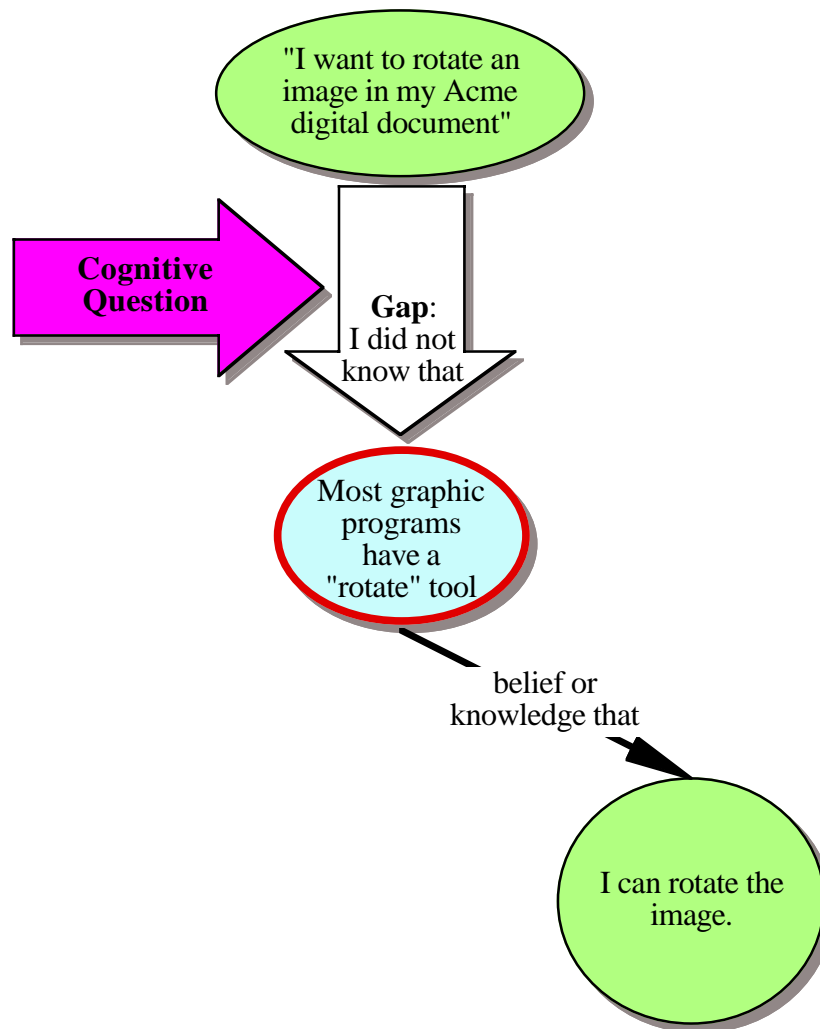 "I want to rotate an
image in my Acme
digital document"
Cognitive
Question
Gap:
I did not
know that
Most graphic
programs
have a
"rotate" tool
belief or
knowledge that
I can rotate the
image.